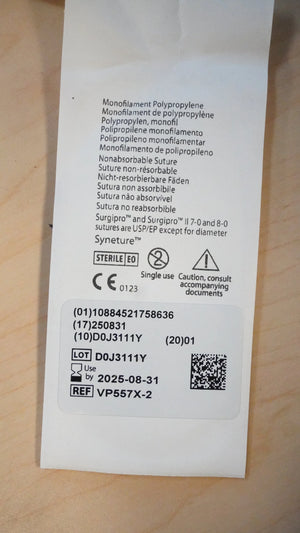 Monofilament Polypropylene
Monofilament de polypropylène
Polypropylen, monofil
Polipropilene monofilamento
Polipropileno monofilamentar
Monofilamento de polipropileno
Nonabsorbable Suture
Suture non-résorbable
Nicht-resorbierbare Fäden
Sutura non assorbibile
Sutura não absorvível
Sutura no reabsorbible
Surgipro™ and Surgipro™ II 7-0 and 8-0
sutures are USP/EP except for diameter
Syneture™
STERILE EO
2
Single use
Caution, consult
accompanying
documents
CE 0123
(01)10884521758636
(17)250831
(10)D0J3111Y (20)01
LOT D0J3111Y
Use
by 2025-08-31
REF VP557X-2